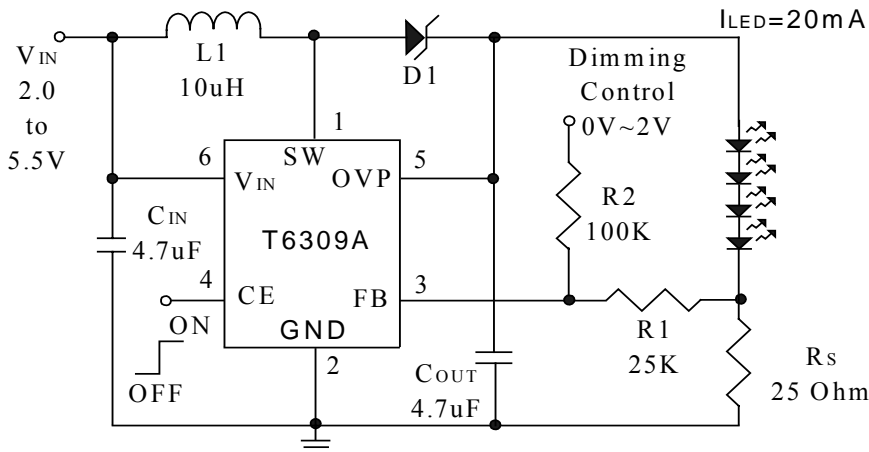 ILED=20mA
VIN
2.0
to
5.5V
L1
10uH
D1
Dimming
Control
0V~2V
1
6
SW
5
VIN
OVP
R2
100K
CIN
4.7uF
T6309A
4
CE
FB
3
ON
OFF
GND
2
R1
25K
COUT
4.7uF
RS
25 Ohm